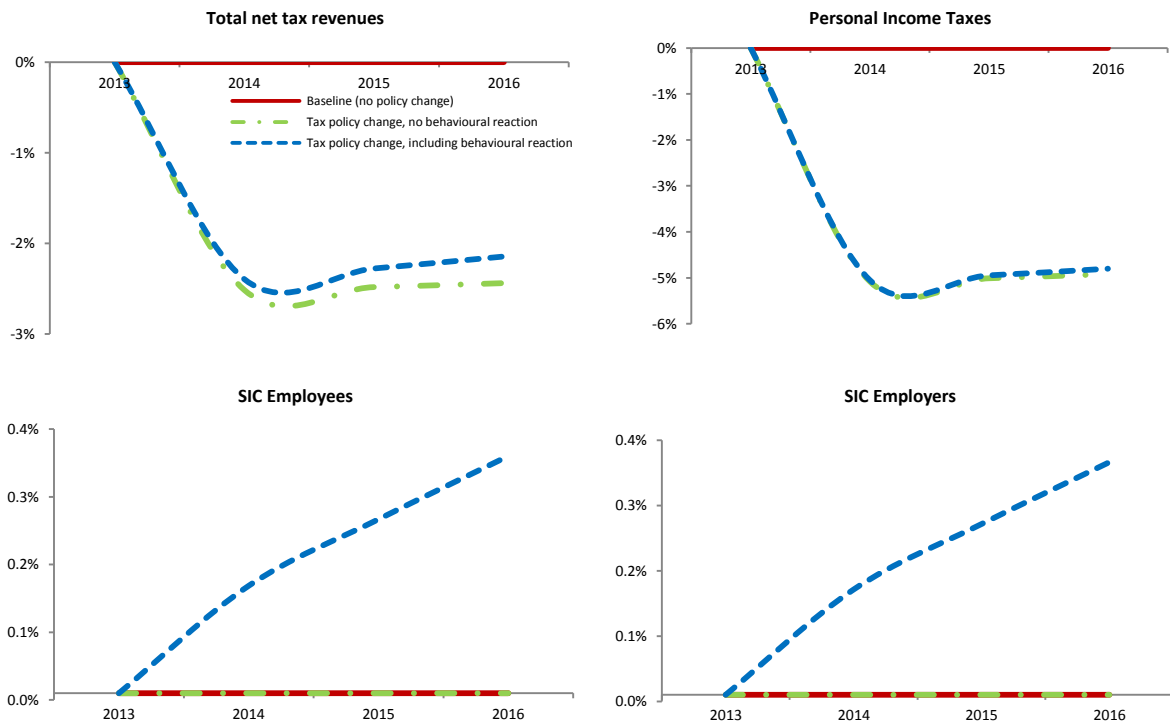 Total net tax revenues
0%
-1%
-2%
-3%
2013 2014 2015 2016
Baseline (no policy change)
Tax policy change, no behavioural reaction
Tax policy change, including behavioural reaction
Personal Income Taxes
0%
-1%
-2%
-3%
-4%
-5%
-6%
2013 2014 2015 2016
SIC Employees
0.4%
0.3%
0.2%
0.1%
0.0%
2013 2014 2015 2016
SIC Employers
0.4%
0.3%
0.2%
0.1%
0.0%
2013 2014 2015 2016